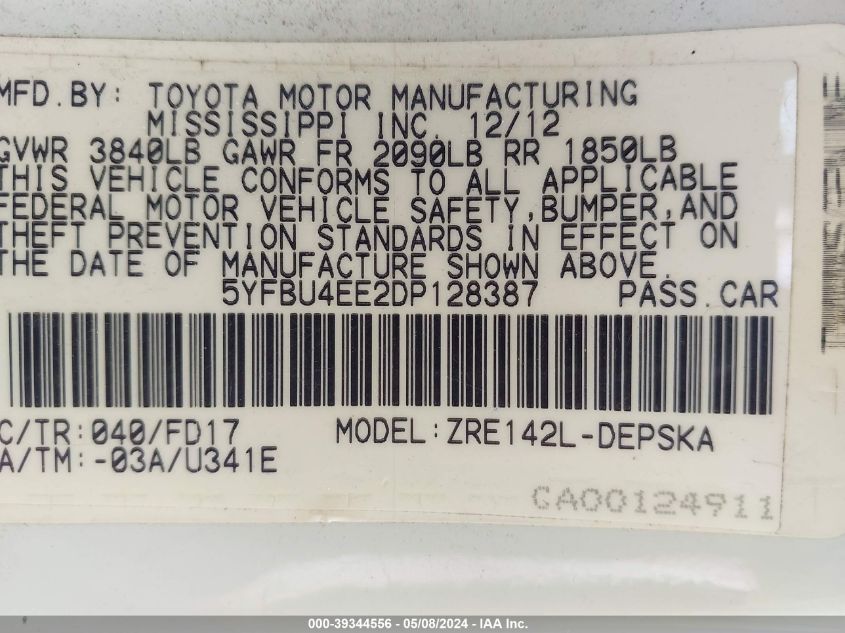 MFD.BY: TOYOTA MOTOR MANUFACTURING
MISSISSIPPI INC. 12/12
GVWR 3840LB GAWR FR 2090LB RR 1850LB
THIS VEHICLE CONFORMS TO ALL APPLICABLE
FEDERAL MOTOR VEHICLE SAFETY,BUMPER,AND
THEFT PREVENTION STANDARDS IN EFFECT ON
THE DATE OF MANUFACTURE SHOWN ABOVE.
5YFBU4EE2DP128387 PASS.CAR
C/TR:040/FD17 MODEL:ZRE142L-DEPSKA
A/TM:-03A/U341E
CA00124911
000-39344556 - 05/08/2024 - IAA Inc.